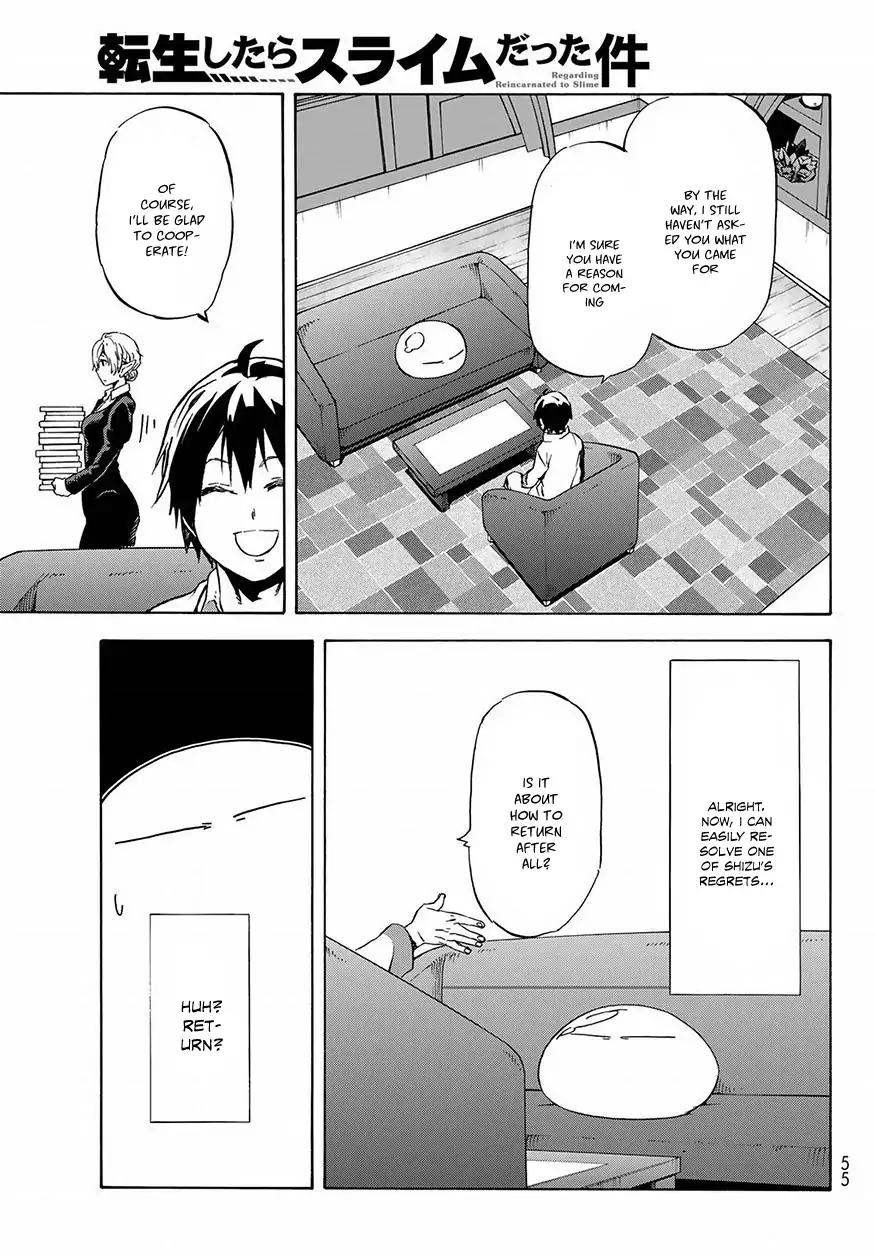 転生したらスライムだった件
Regarding
Reincarnated to Slime
BY THE
WAY, I STILL
HAVEN'T ASK-
ED YOU WHAT
YOU CAME
FOR
I'M SURE
YOU HAVE
A REASON
FOR COM-
ING
OF
COURSE,
I'LL BE GLAD
TO COOP-
ERATE!
ALRIGHT.
NOW, I CAN
EASILY RE-
SOLVE ONE
OF SHIZU'S
REGRETS...
IS IT
ABOUT
HOW TO
RETURN
AFTER
ALL?
HUH?
RET-
URN?
55